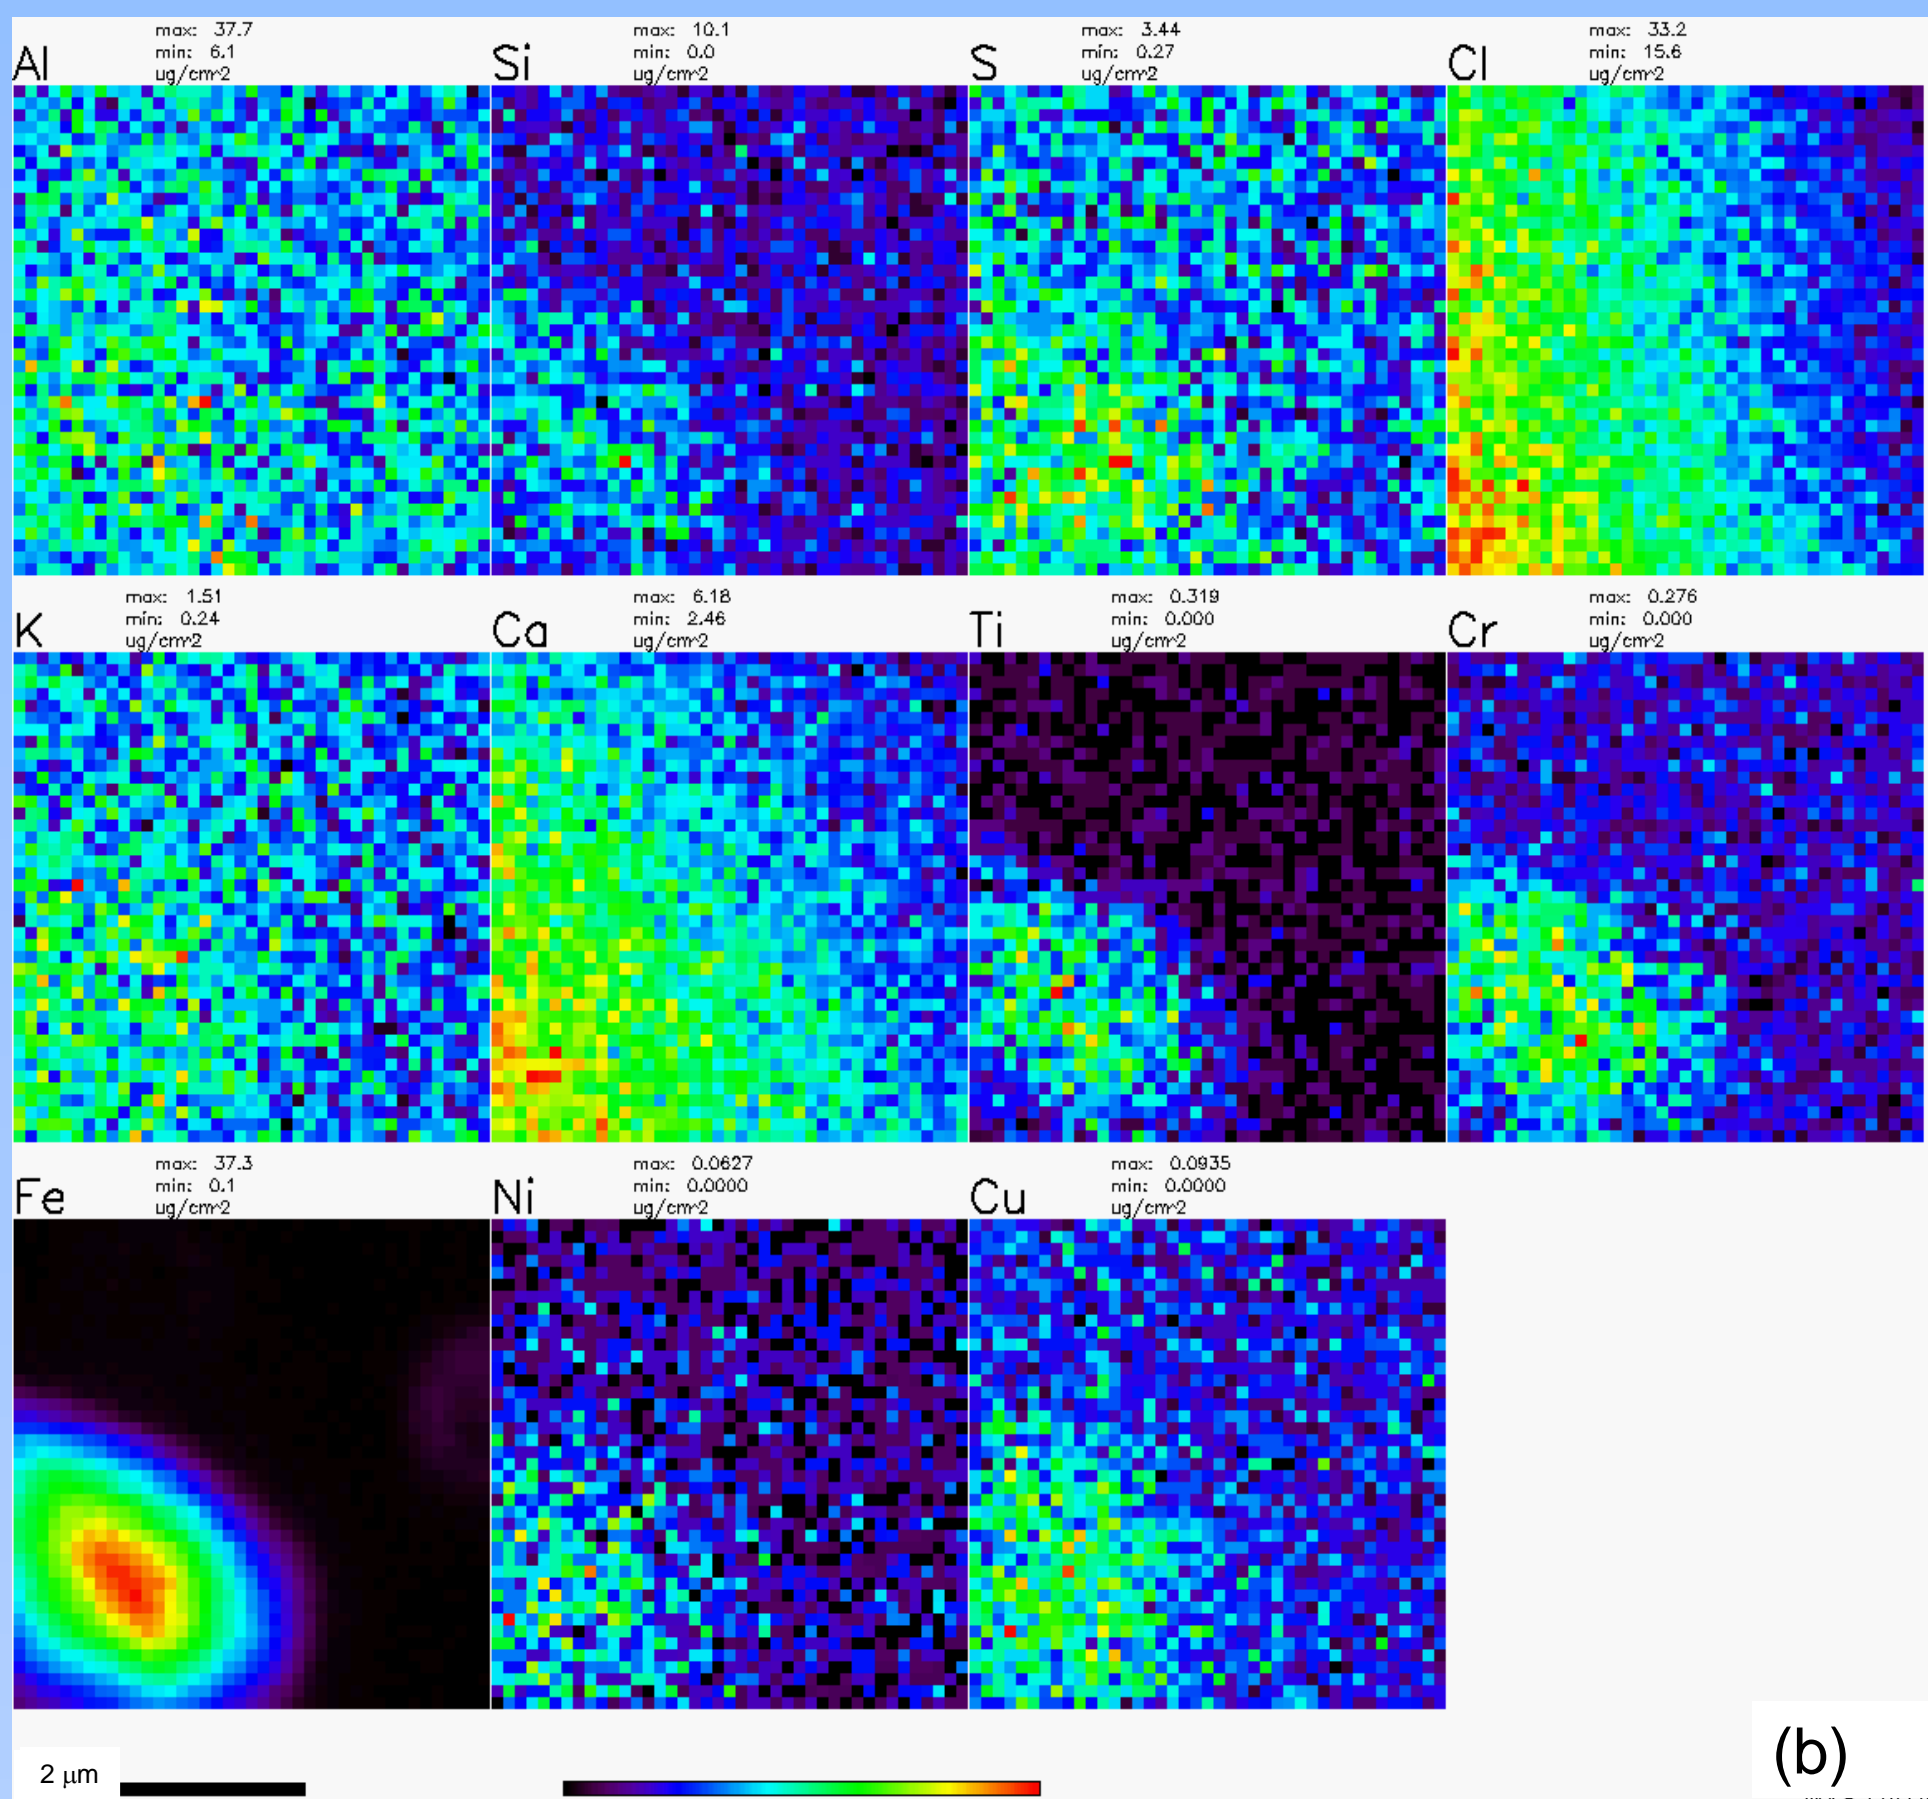 Al
max: 37.7
min: 6.1
ug/cm^2
Si
max: 10.1
min: 0.0
ug/cm^2
S
max: 3.44
min: 0.27
ug/cm^2
Cl
max: 33.2
min: 15.6
ug/cm^2
K
max: 1.51
min: 0.24
ug/cm^2
Ca
max: 6.18
min: 2.46
ug/cm^2
Ti
max: 0.319
min: 0.000
ug/cm^2
Cr
max: 0.276
min: 0.000
ug/cm^2
Fe
max: 37.3
min: 0.1
ug/cm^2
Ni
max: 0.0627
min: 0.0000
ug/cm^2
Cu
max: 0.0935
min: 0.0000
ug/cm^2
2 μm
(b)